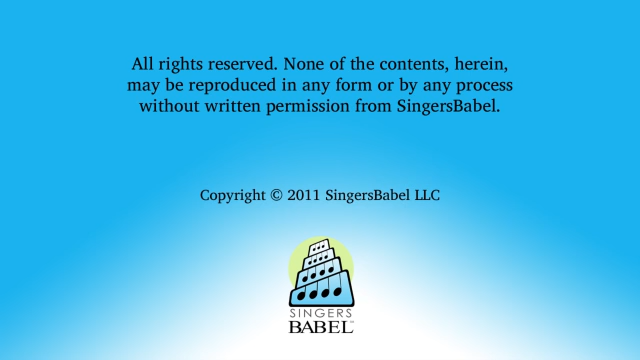 All rights reserved. None of the contents, herein,
may be reproduced in any form or by any process
without written permission from SingersBabel.
Copyright © 2011 SingersBabel LLC
SINGERS
BABEL™